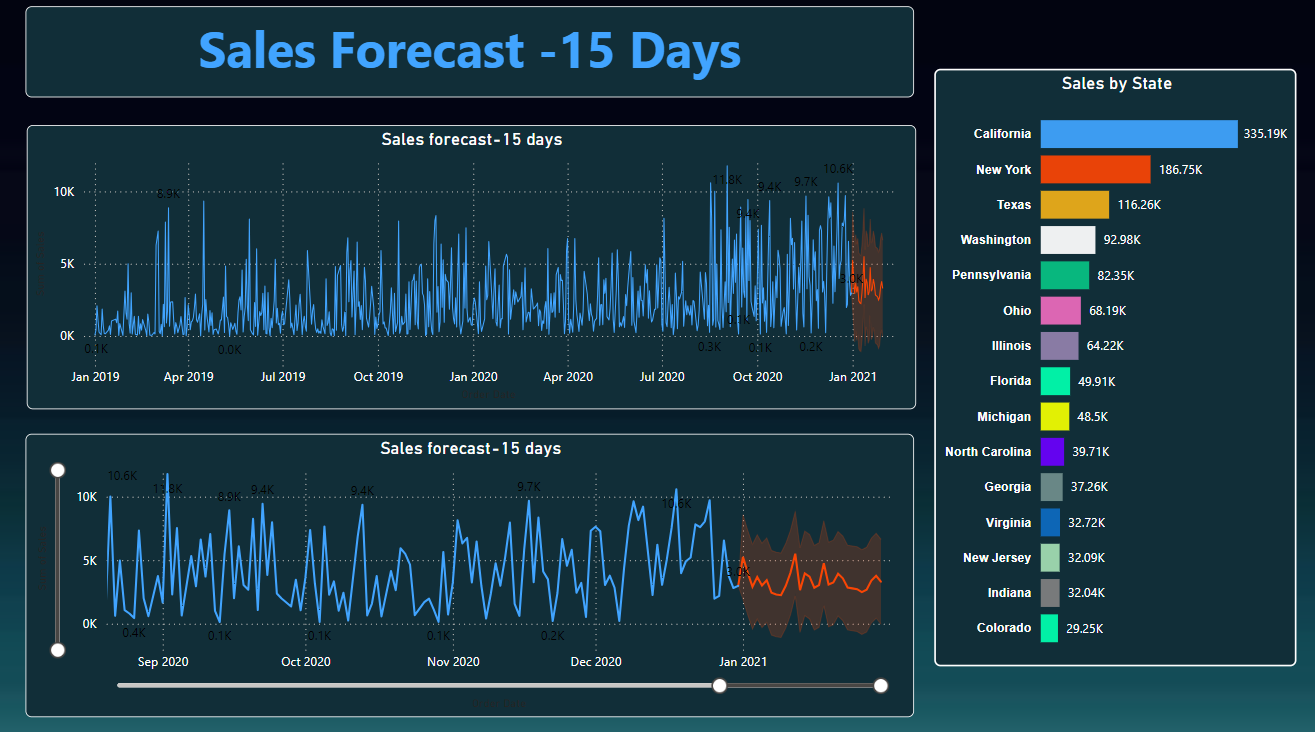 Sales Forecast -15 Days
Sales forecast-15 days
10K
5K
0K
8.9K
11.8K
9.4K
9.7K
10.6K
3.0K
0.1K
0.0K
0.3K
0.1K
0.2K
Jan 2019
Apr 2019
Jul 2019
Oct 2019
Jan 2020
Apr 2020
Jul 2020
Oct 2020
Jan 2021
Sales forecast-15 days
10K
5K
0K
10.6K
11.8K
8.9K
9.4K
9.4K
9.7K
0.4K
0.1K
0.1K
0.1K
0.2K
Sep 2020
Oct 2020
Nov 2020
Dec 2020
Jan 2021
Sales by State
California 335.19K
New York 186.75K
Texas 116.26K
Washington 92.98K
Pennsylvania 82.35K
Ohio 68.19K
Illinois 64.22K
Florida 49.91K
Michigan 48.5K
North Carolina 39.71K
Georgia 37.26K
Virginia 32.72K
New Jersey 32.09K
Indiana 32.04K
Colorado 29.25K